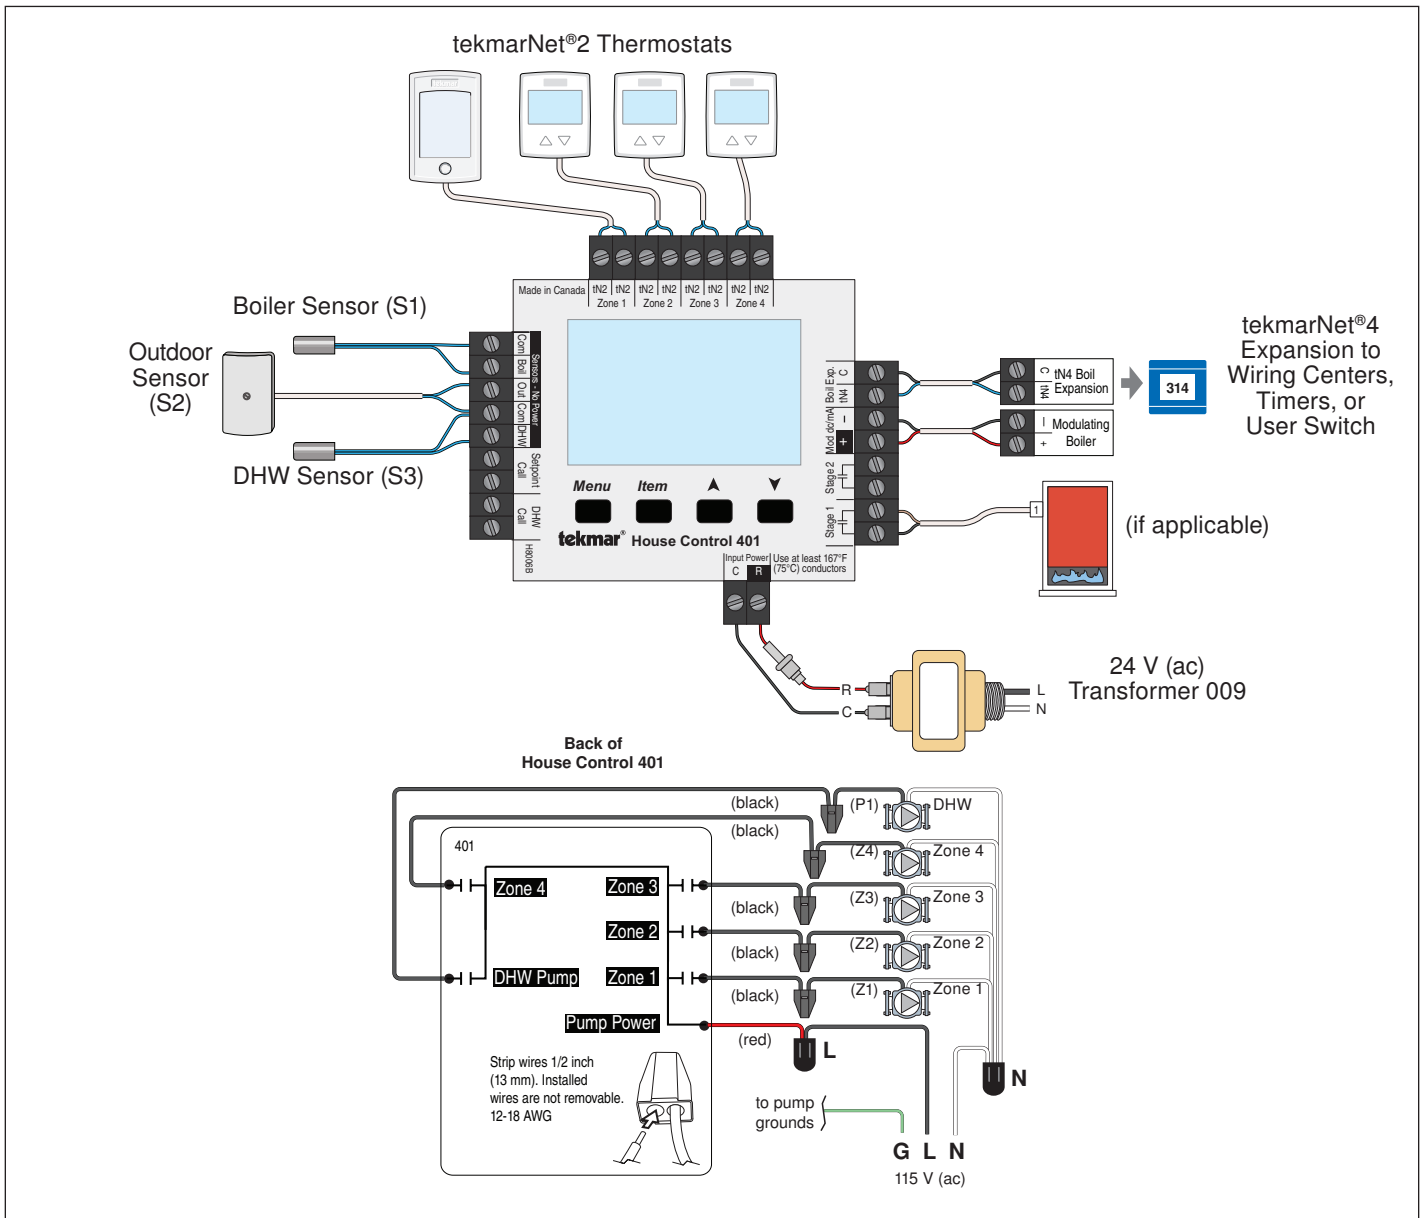 tekmarNet®2 Thermostats
Made in Canada
tN2 tN2 tN2 tN2 tN2 tN2 tN2 tN2
Zone 1 Zone 2 Zone 3 Zone 4
Boiler Sensor (S1)
Outdoor
Sensor
(S2)
DHW Sensor (S3)
Com
Boil
Out
Com
DHW
Sensors - No Power
Setpoint
Call
DHW
Call
H8006B
Menu
Item
tekmar® House Control 401
C
tN4
Boil Exp.
–
+
Mod dc/mA
Stage 2
Stage 1
C
tN4
tN4 Boil
Expansion
–
+
Modulating
Boiler
314
tekmarNet®4
Expansion to
Wiring Centers,
Timers, or
User Switch
1
(if applicable)
Input Power
C R
Use at least 167°F
(75°C) conductors
R
C
L
N
24 V (ac)
Transformer 009
Back of
House Control 401
401
Zone 4
Zone 3
Zone 2
DHW Pump
Zone 1
Pump Power
Strip wires 1/2 inch
(13 mm). Installed
wires are not removable.
12-18 AWG
(black)
(P1)
DHW
(black)
(Z4)
Zone 4
(black)
(Z3)
Zone 3
(black)
(Z2)
Zone 2
(black)
(Z1)
Zone 1
(red)
L
N
to pump
grounds
G L N
115 V (ac)